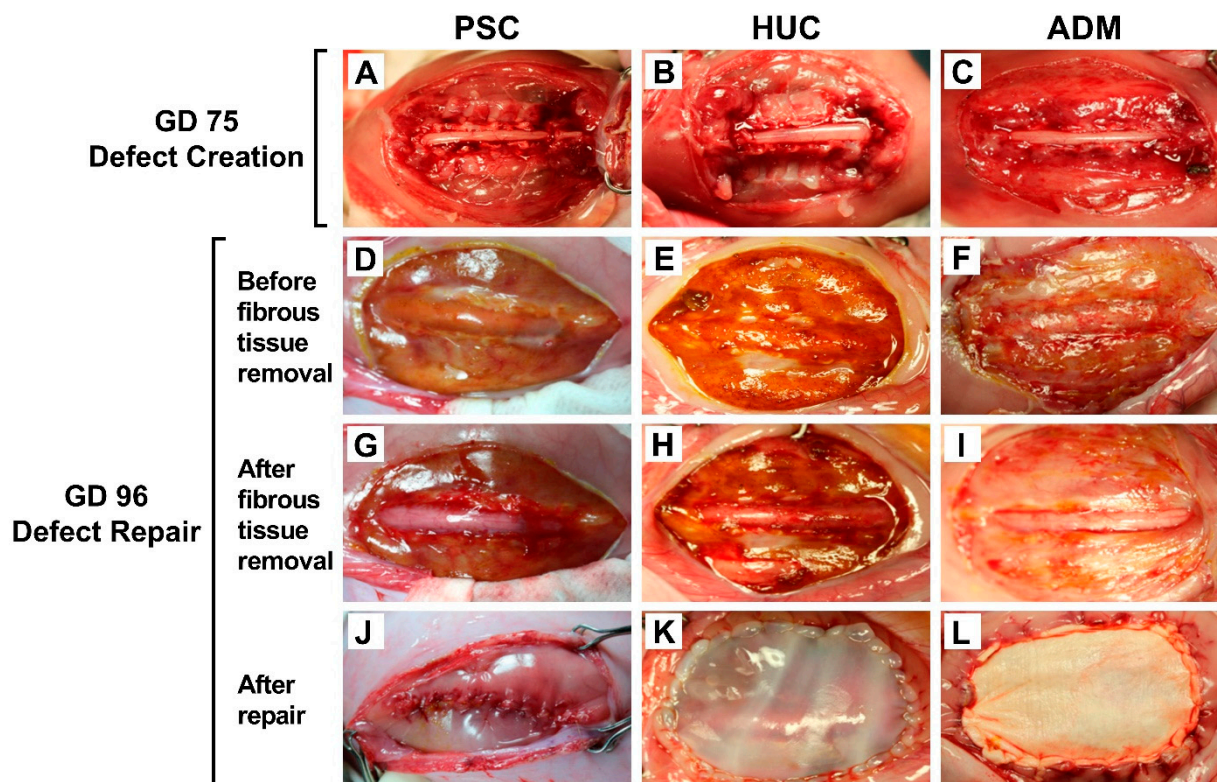 PSC HUC ADM
GD 75
Defect Creation
A B C
D E F
Before
fibrous
tissue
removal
G H I
GD 96
Defect Repair
After
fibrous
tissue
removal
J K L
After
repair